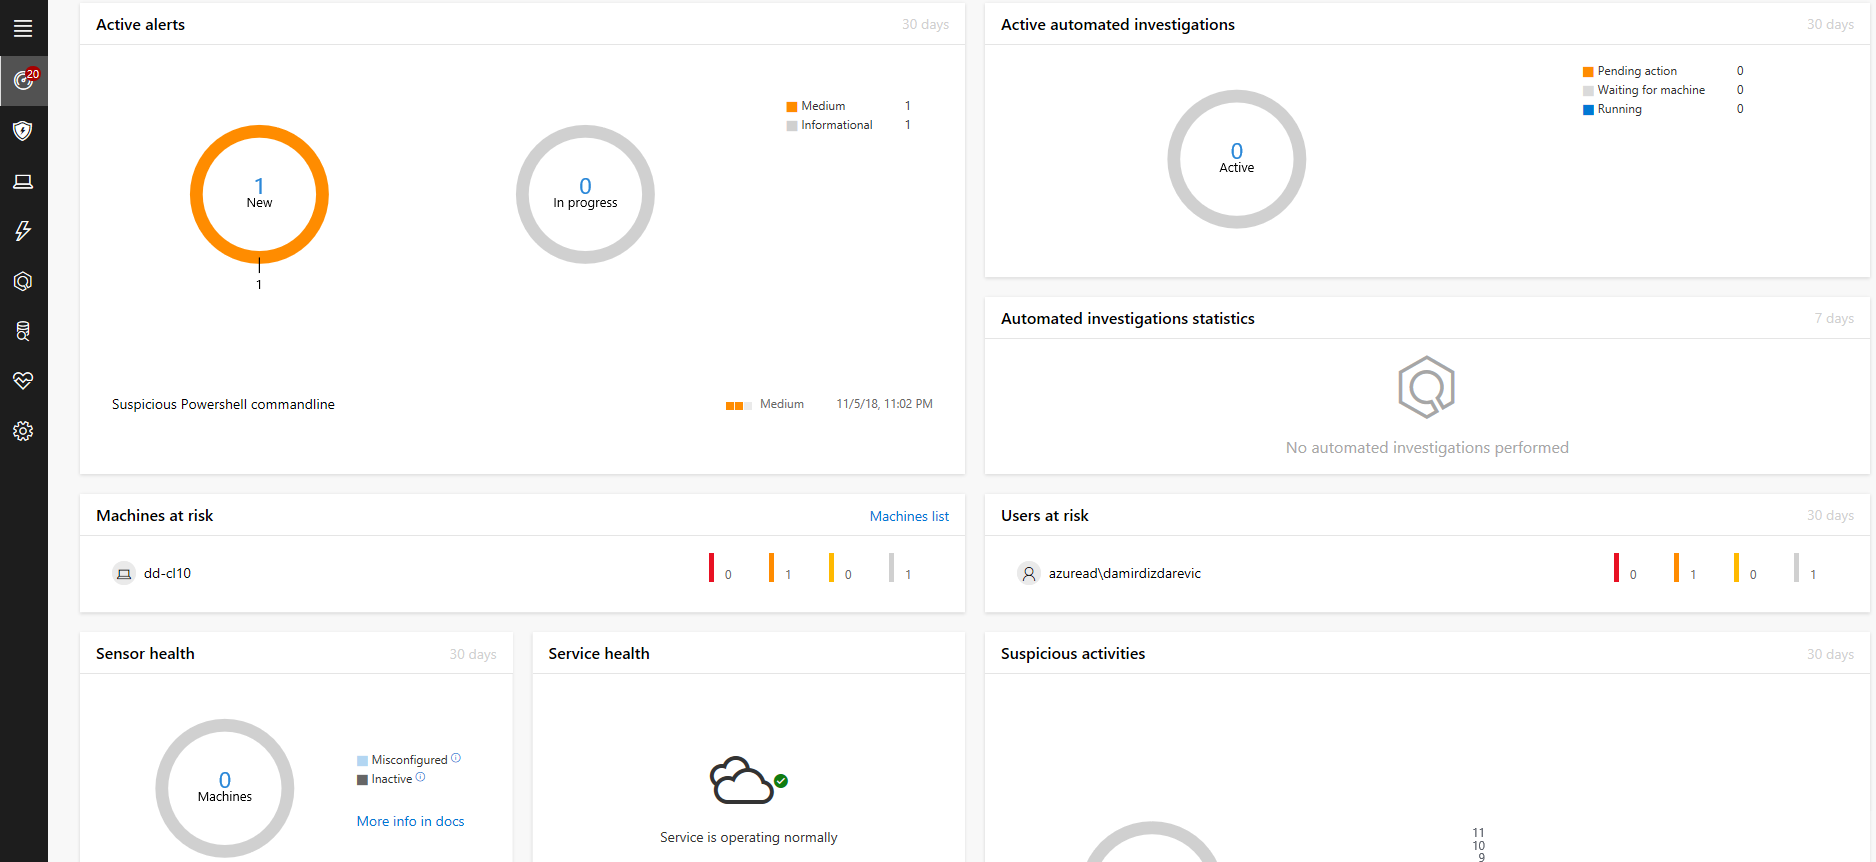 20
Active alerts 30 days
Medium 1
Informational 1
1
New
0
In progress
1
Suspicious Powershell commandline Medium 11/5/18, 11:02 PM
Active automated investigations 30 days
Pending action 0
Waiting for machine 0
Running 0
0
Active
Automated investigations statistics 7 days
No automated investigations performed
Machines at risk Machines list
dd-cl10 0 1 0 1
Users at risk 30 days
azuread\damirdizdarevic 0 1 0 1
Sensor health 30 days
0
Machines
Misconfigured
Inactive
More info in docs
Service health
Service is operating normally
Suspicious activities 30 days
11
10
9